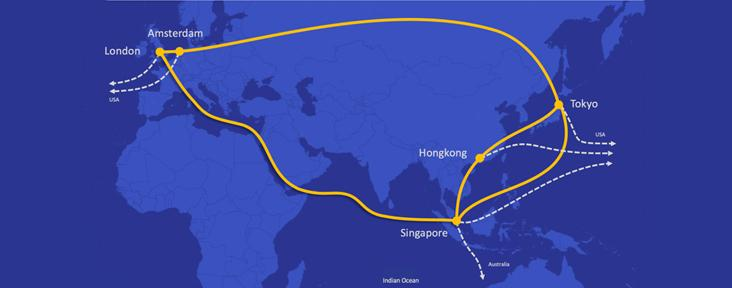 Amsterdam
London
USA
Tokyo
USA
Hongkong
Singapore
Australia
Indian Ocean